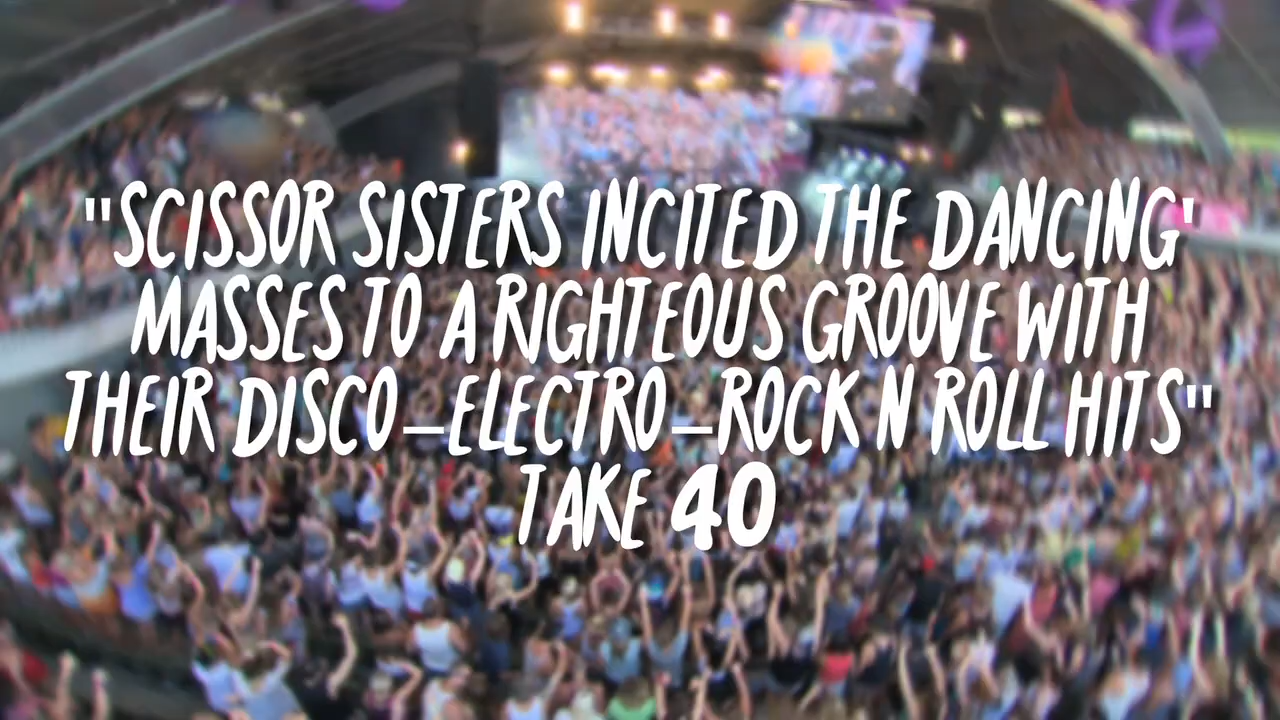 "SCISSOR SISTERS INCITED THE DANCING'
MASSES TO A RIGHTEOUS GROOVE WITH
THEIR DISCO-ELECTRO-ROCK N ROLL HITS"
TAKE 40